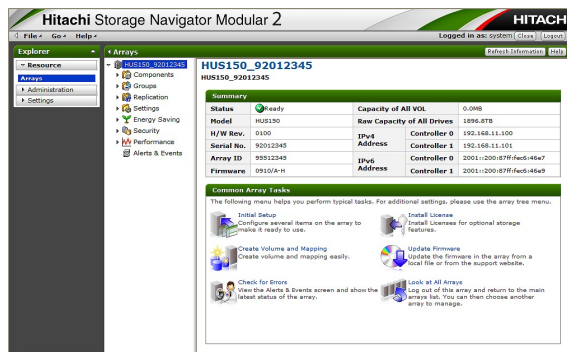 Hitachi Storage Navigator Modular 2
HITACH
File Go Help
Logged in as: system Close Logout
Explorer
Arrays
Refresh Information Help
Resource
Arrays
Administration
Settings
HUS150_92012345
Components
Groups
Replication
Settings
Energy Saving
Security
Performance
Alerts & Events
HUS150_92012345
HUS150_92012345
Summary
Status Ready Capacity of All VOL 0.0MB
Model HUS150 Raw Capacity of All Drives 1896.8TB
H/W Rev. 0100 IPv4 Address Controller 0 192.168.11.100
Serial No. 92012345 Controller 1 192.168.11.101
Array ID 95512345 IPv6 Address Controller 0 2001::200:87ff:fec6:46e7
Firmware 0910/A-H Controller 1 2001::200:87ff:fec6:46e9
Common Array Tasks
The following menu helps you perform typical tasks. For additional settings, please use the array tree menu.
Initial Setup
Configure several items on the array to
make it ready to use.
Install License
Install Licenses for optional storage
features.
Create Volume and Mapping
Create volume and mapping easily.
Update Firmware
Update the firmware in the array from a
local file or from the support website.
Check for Errors
View the Alerts & Events screen and show the
latest status of the array.
Look at All Arrays
Log out of this array and return to the main
arrays list. You can then choose another
array to manage.